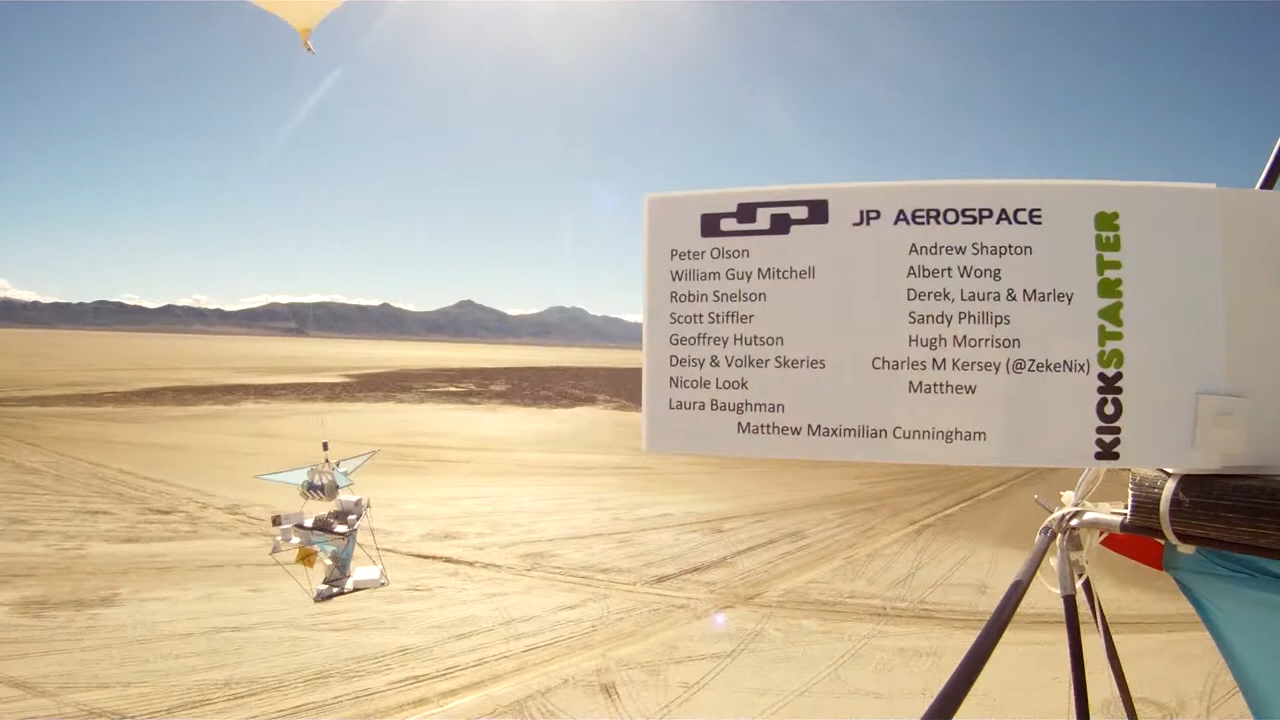 JP AEROSPACE
Peter Olson
William Guy Mitchell
Robin Snelson
Scott Stiffler
Geoffrey Hutson
Deisy & Volker Skeries
Nicole Look
Laura Baughman
Andrew Shapton
Albert Wong
Derek, Laura & Marley
Sandy Phillips
Hugh Morrison
Charles M Kersey (@ZekeNix)
Matthew
Matthew Maximilian Cunningham
KICKSTARTER